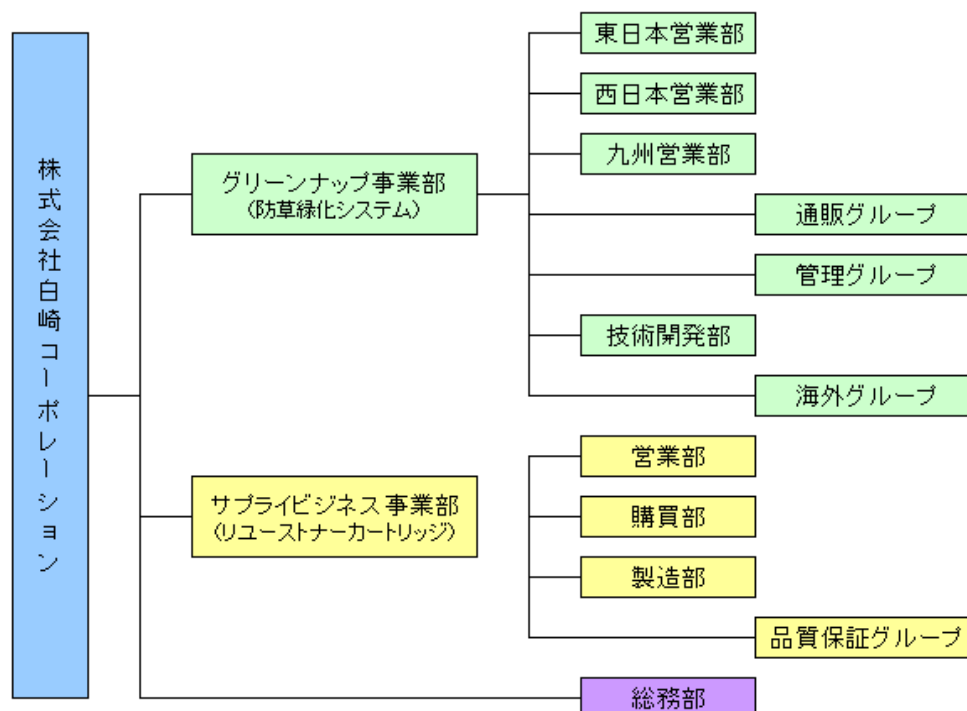 株式会社白崎コーポレーション
グリーンナップ事業部
（防草緑化システム）
東日本営業部
西日本営業部
九州営業部
通販グループ
管理グループ
技術開発部
海外グループ
サプライビジネス事業部
（リユーストナーカートリッジ）
営業部
購買部
製造部
品質保証グループ
総務部